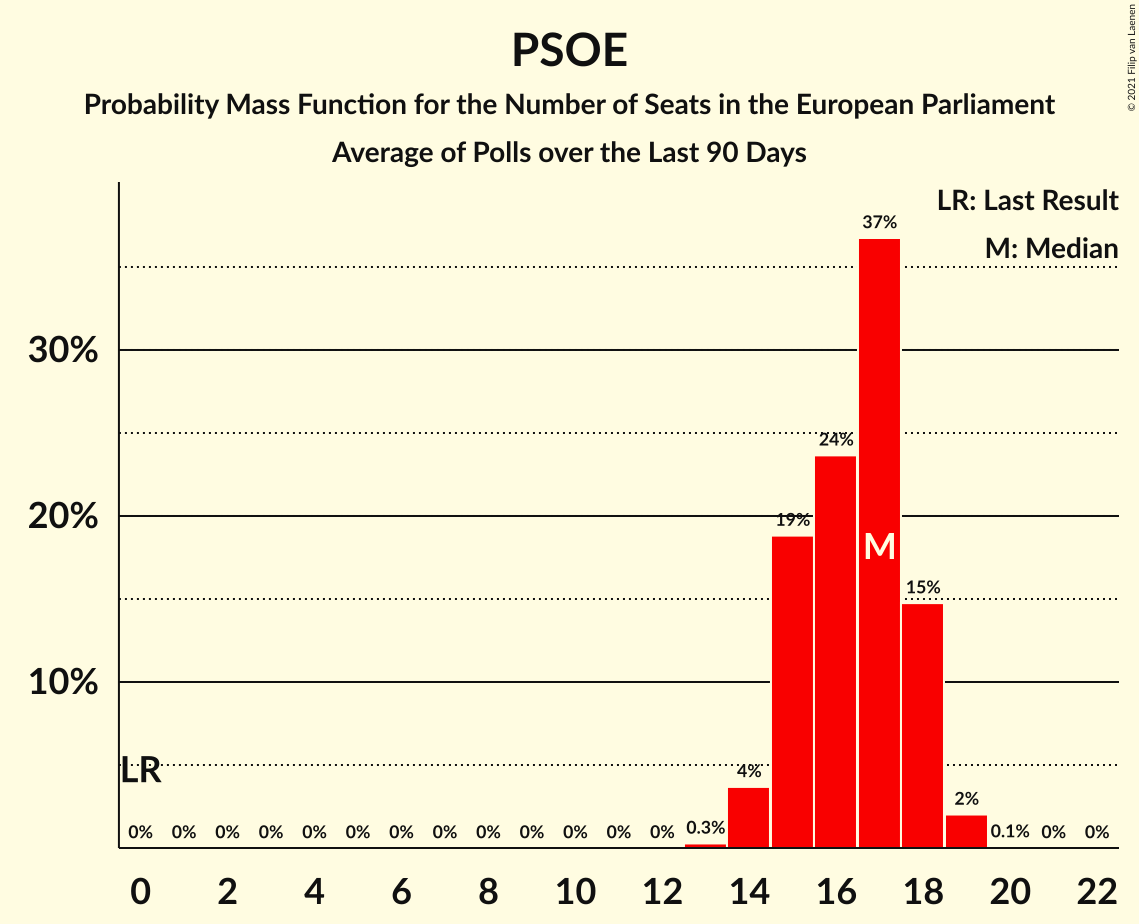 PSOE
Probability Mass Function for the Number of Seats in the European Parliament
Average of Polls over the Last 90 Days
© 2021 Filip van Laenen
LR: Last Result
M: Median
37%
30%
24%
20%
19%
M
15%
10%
LR
4%
2%
0% 0% 0% 0% 0% 0% 0% 0% 0% 0% 0% 0% 0% 0.3% 0.1% 0% 0%
0 2 4 6 8 10 12 14 16 18 20 22